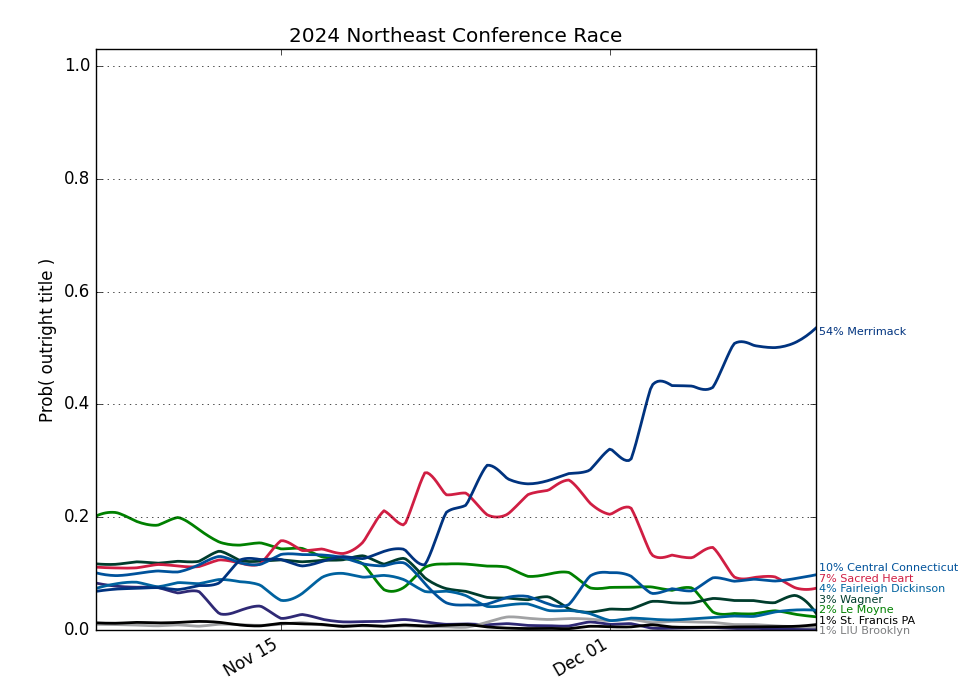 2024 Northeast Conference Race
Prob( outright title )
1.0
0.8
0.6
0.4
0.2
0.0
Nov 15
Dec 01
54% Merrimack
10% Central Connecticut
7% Sacred Heart
4% Fairleigh Dickinson
3% Wagner
2% Le Moyne
1% St. Francis PA
1% LIU Brooklyn